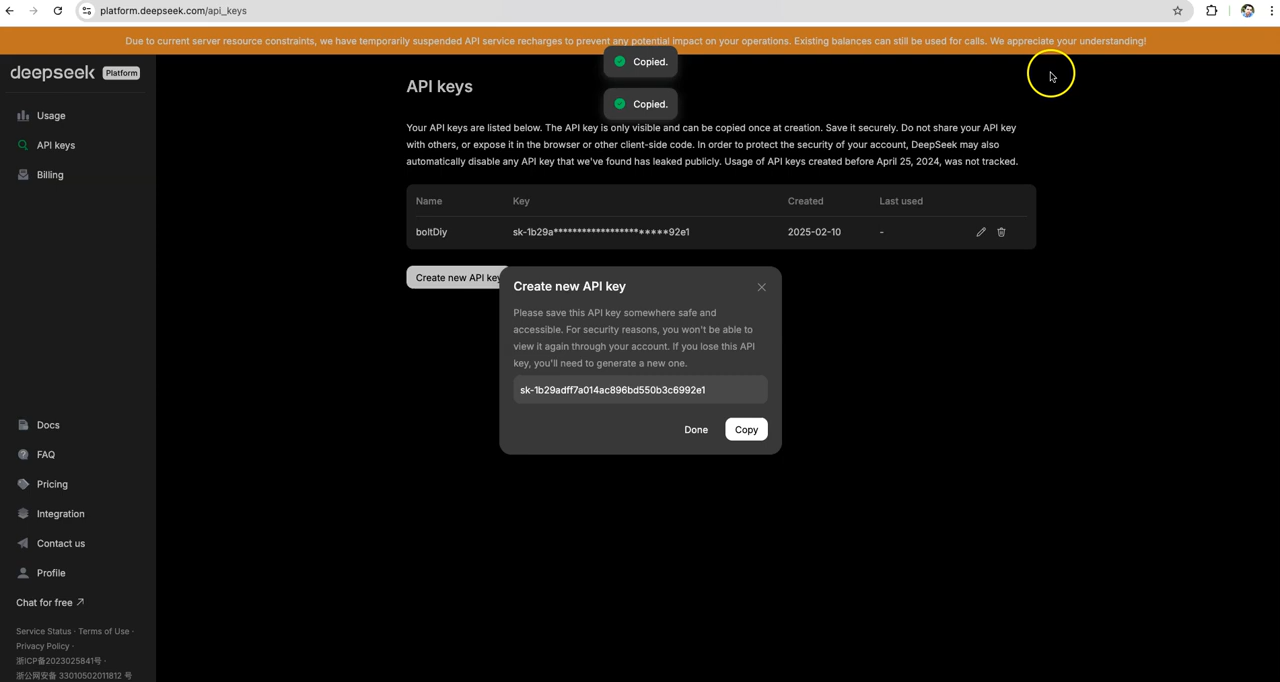 platform.deepseek.com/api_keys
Due to current server resource constraints, we have temporarily suspended API service recharges to prevent any potential impact on your operations. Existing balances can still be used for calls. We appreciate your understanding!
Copied.
Copied.
deepseek Platform
Usage
API keys
Billing
Docs
FAQ
Pricing
Integration
Contact us
Profile
Chat for free
Service Status · Terms of Use ·
Privacy Policy ·
浙ICP备2023025841号 ·
浙公网安备 33010502011812 号
API keys
Your API keys are listed below. The API key is only visible and can be copied once at creation. Save it securely. Do not share your API key
with others, or expose it in the browser or other client-side code. In order to protect the security of your account, DeepSeek may also
automatically disable any API key that we've found has leaked publicly. Usage of API keys created before April 25, 2024, was not tracked.
Name Key Created Last used
boltDiy sk-1b29a***********************92e1 2025-02-10 -
Create new API key
Create new API key
Please save this API key somewhere safe and
accessible. For security reasons, you won't be able to
view it again through your account. If you lose this API
key, you'll need to generate a new one.
sk-1b29adff7a014ac896bd550b3c6992e1
Done Copy